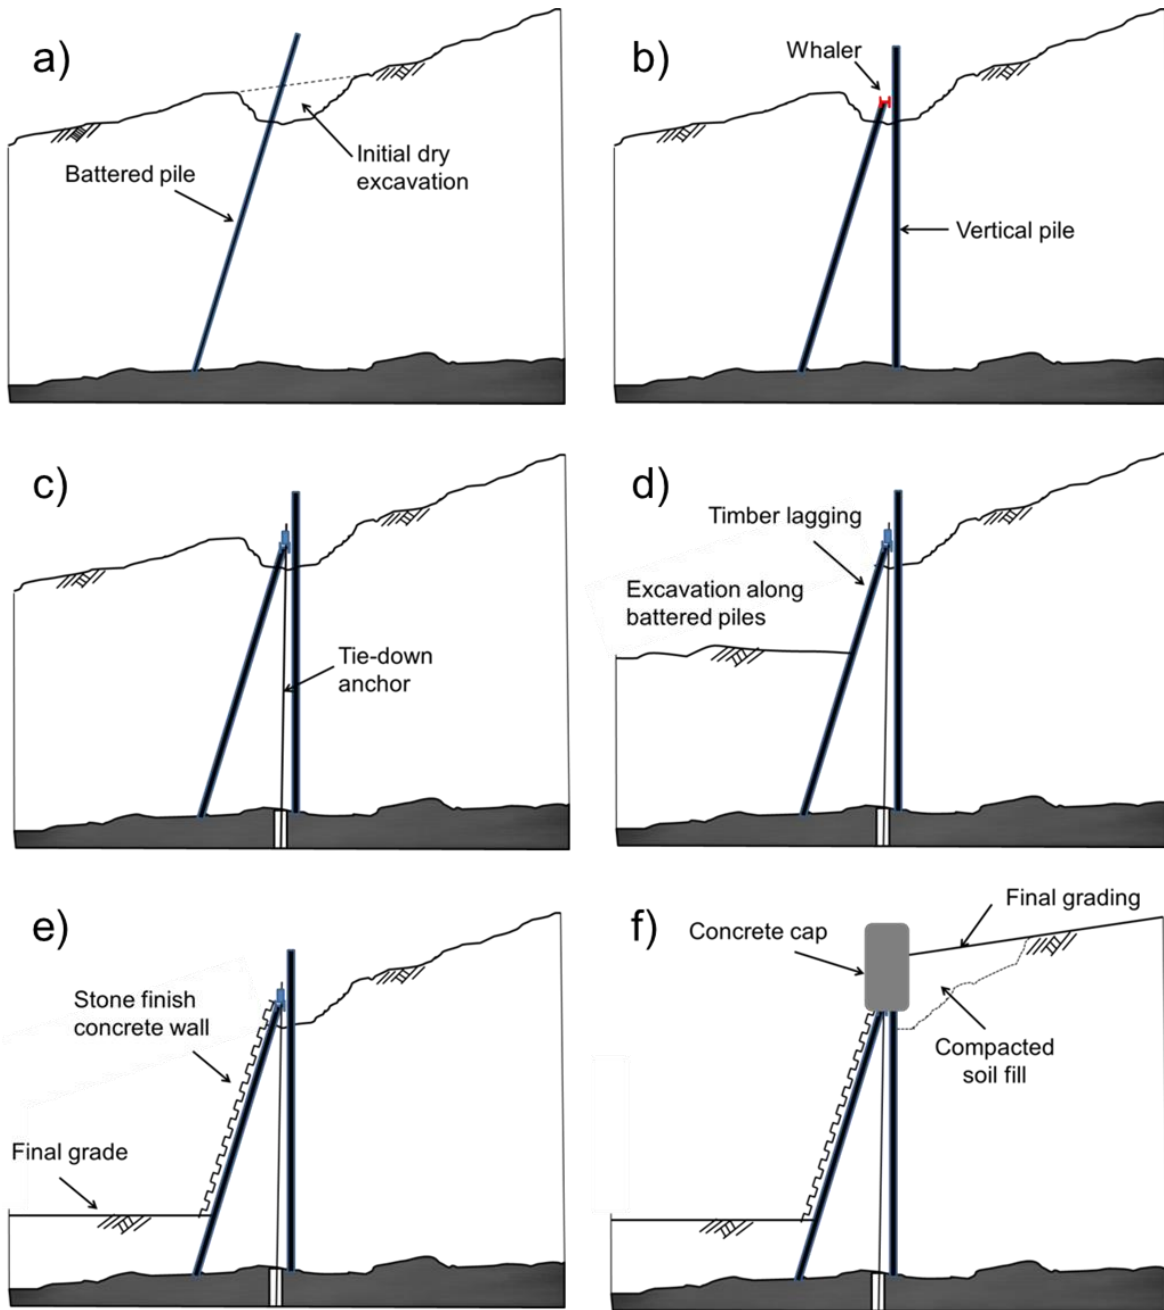 a)
Battered pile
Initial dry
excavation
b)
Whaler
Vertical pile
c)
Tie-down
anchor
d)
Timber lagging
Excavation along
battered piles
e)
Stone finish
concrete wall
Final grade
f)
Final grading
Concrete cap
Compacted
soil fill